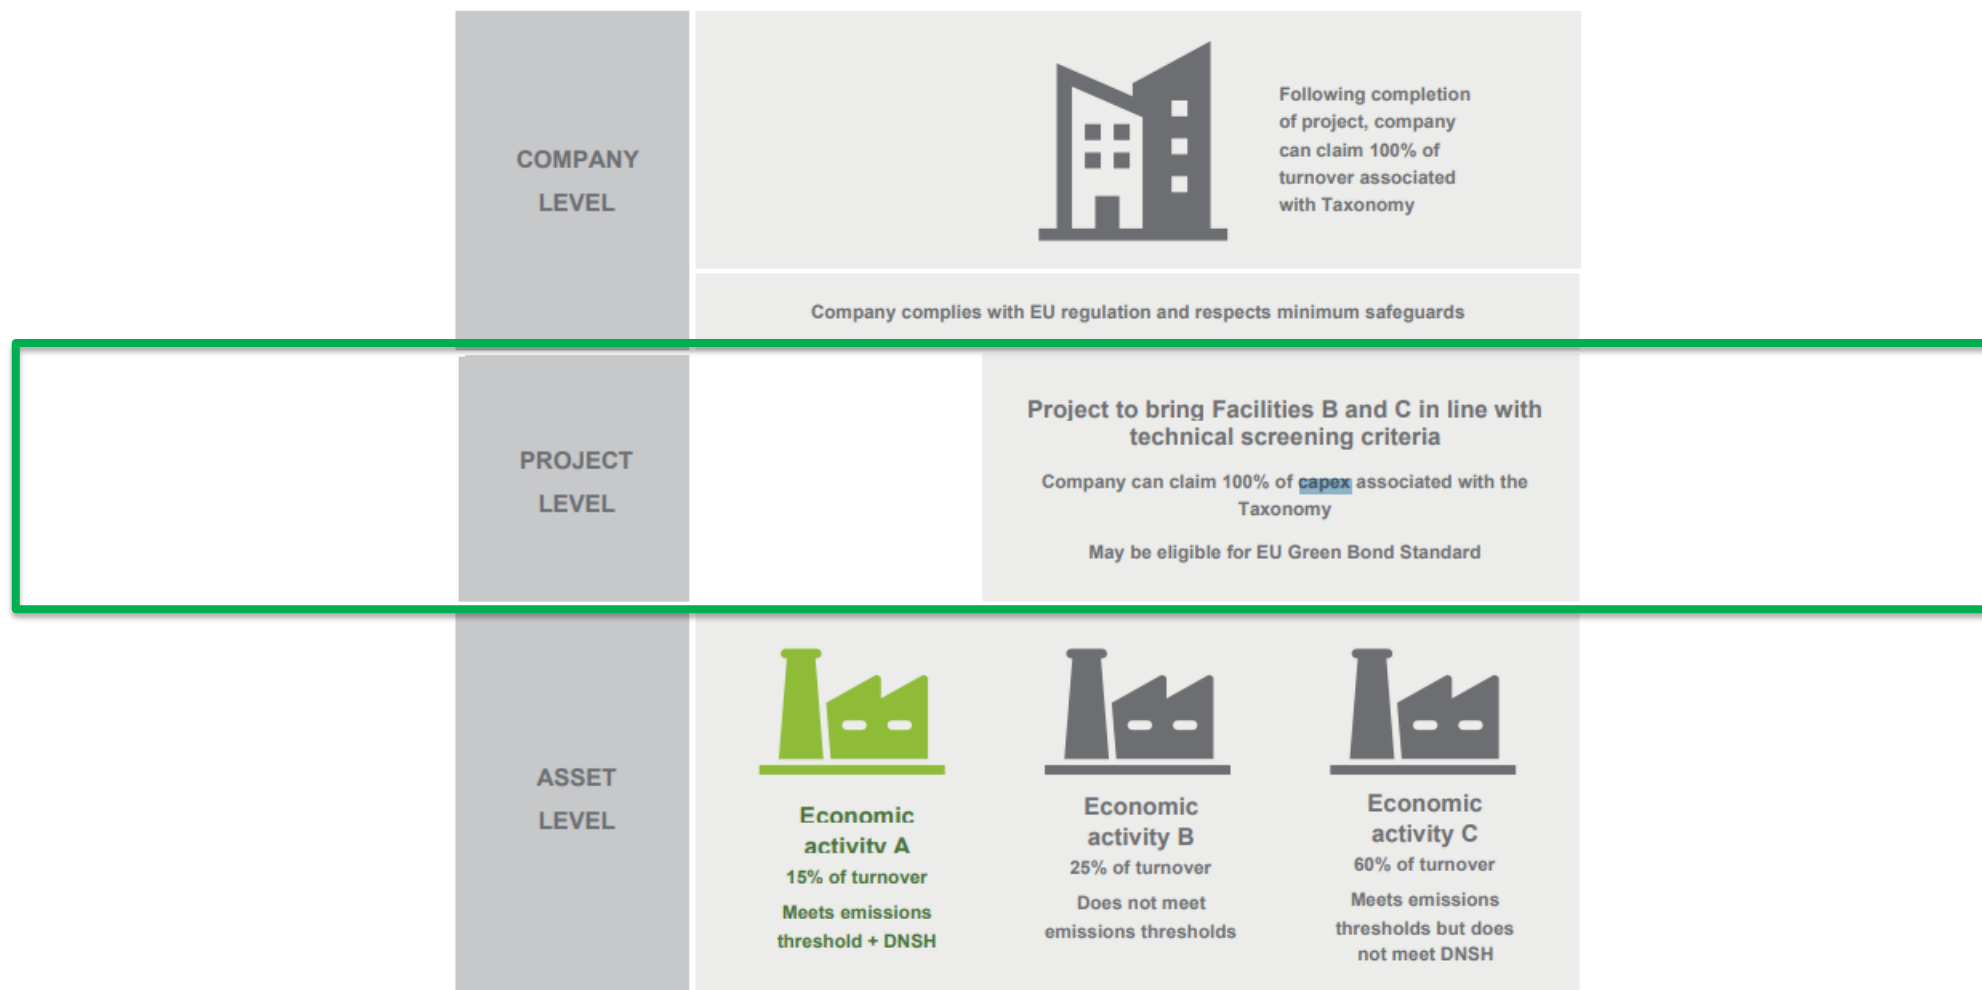 COMPANY
LEVEL
Following completion
of project, company
can claim 100% of
turnover associated
with Taxonomy
Company complies with EU regulation and respects minimum safeguards
PROJECT
LEVEL
Project to bring Facilities B and C in line with
technical screening criteria
Company can claim 100% of capex associated with the
Taxonomy
May be eligible for EU Green Bond Standard
ASSET
LEVEL
Economic
activity A
15% of turnover
Meets emissions
threshold + DNSH
Economic
activity B
25% of turnover
Does not meet
emissions thresholds
Economic
activity C
60% of turnover
Meets emissions
thresholds but does
not meet DNSH